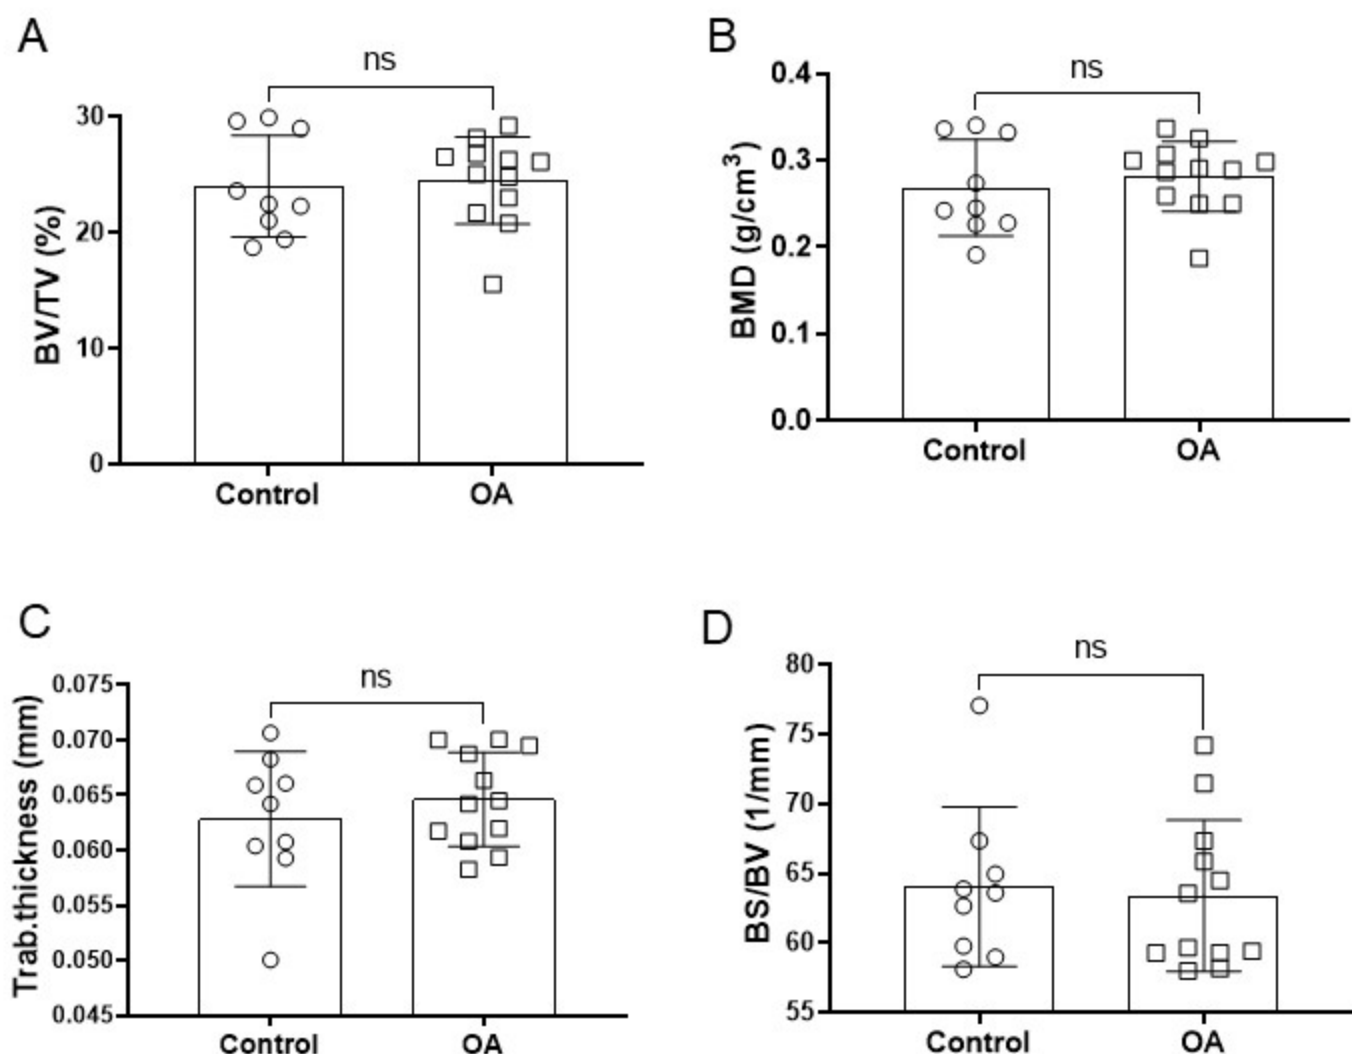 A
ns
BV/TV (%)
30
20
10
0
Control
OA
B
ns
BMD (g/cm³)
0.4
0.3
0.2
0.1
0.0
Control
OA
C
ns
Trab.thickness (mm)
0.075
0.070
0.065
0.060
0.055
0.050
0.045
Control
OA
D
ns
BS/BV (1/mm)
80
75
70
65
60
55
Control
OA